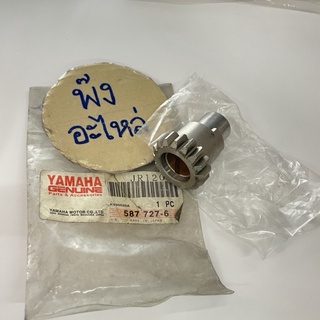 พ๊ง
อะไหล่
JR120
YAMAHA
GENUINE
Parts & Accessories
1 PC
YAMAHA MOTOR CO., LTD.
587 727-6